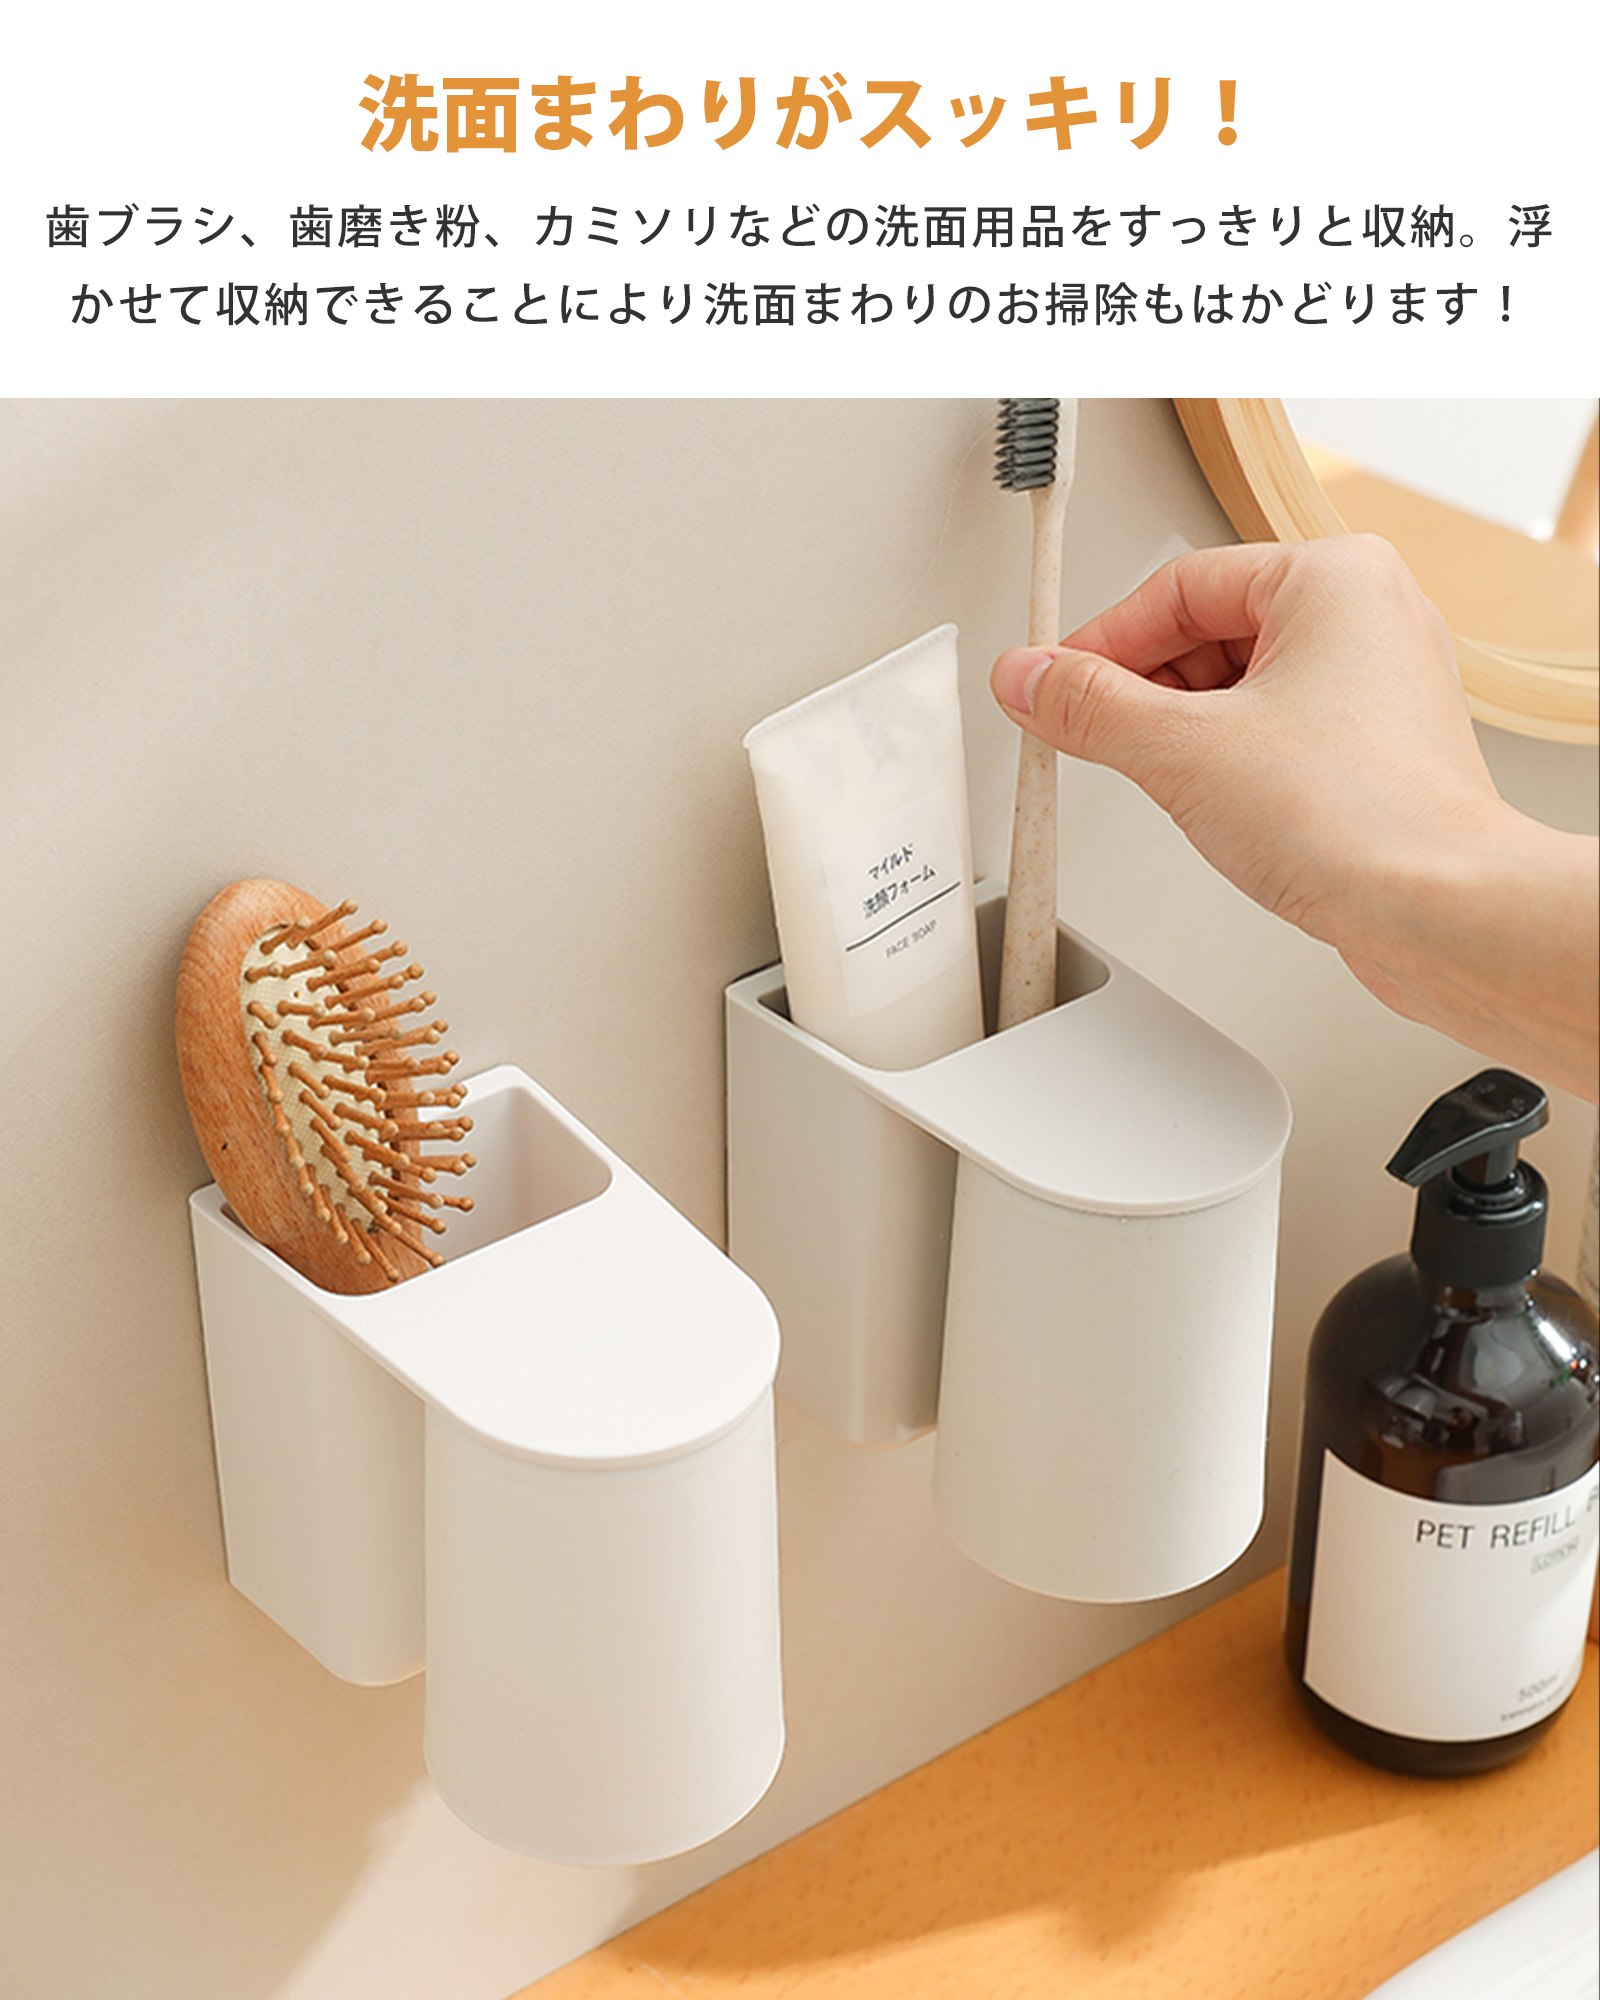 洗面まわりがスッキリ！
歯ブラシ、歯磨き粉、カミソリなどの洗面用品をすっきりと収納。浮
かせて収納できることにより洗面まわりのお掃除もはかどります！
マイルド
洗顔フォーム
FACE SOAP
PET REFILL
LOTION
500ml